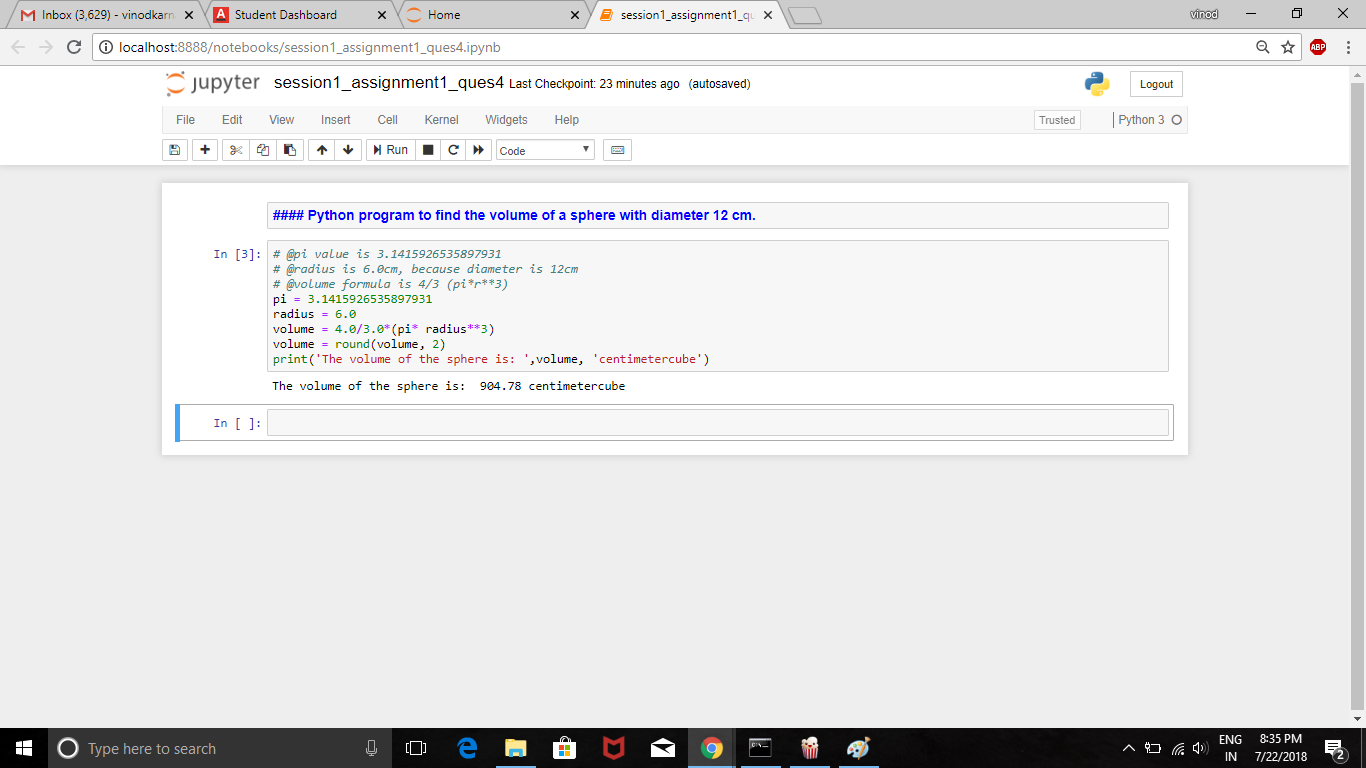 Inbox (3,629) - vinodkarn
Student Dashboard
Home
session1_assignment1_qu
vinod
localhost:8888/notebooks/session1_assignment1_ques4.ipynb
ABP
jupyter session1_assignment1_ques4 Last Checkpoint: 23 minutes ago (autosaved)
Logout
File Edit View Insert Cell Kernel Widgets Help
Trusted
Python 3
Run
Code
#### Python program to find the volume of a sphere with diameter 12 cm.
In [3]:
# @pi value is 3.1415926535897931
# @radius is 6.0cm, because diameter is 12cm
# @volume formula is 4/3 (pi*r**3)
pi = 3.1415926535897931
radius = 6.0
volume = 4.0/3.0*(pi* radius**3)
volume = round(volume, 2)
print('The volume of the sphere is: ',volume, 'centimetercube')
The volume of the sphere is:  904.78 centimetercube
In [ ]:
Type here to search
ENG
IN
8:35 PM
7/22/2018
2